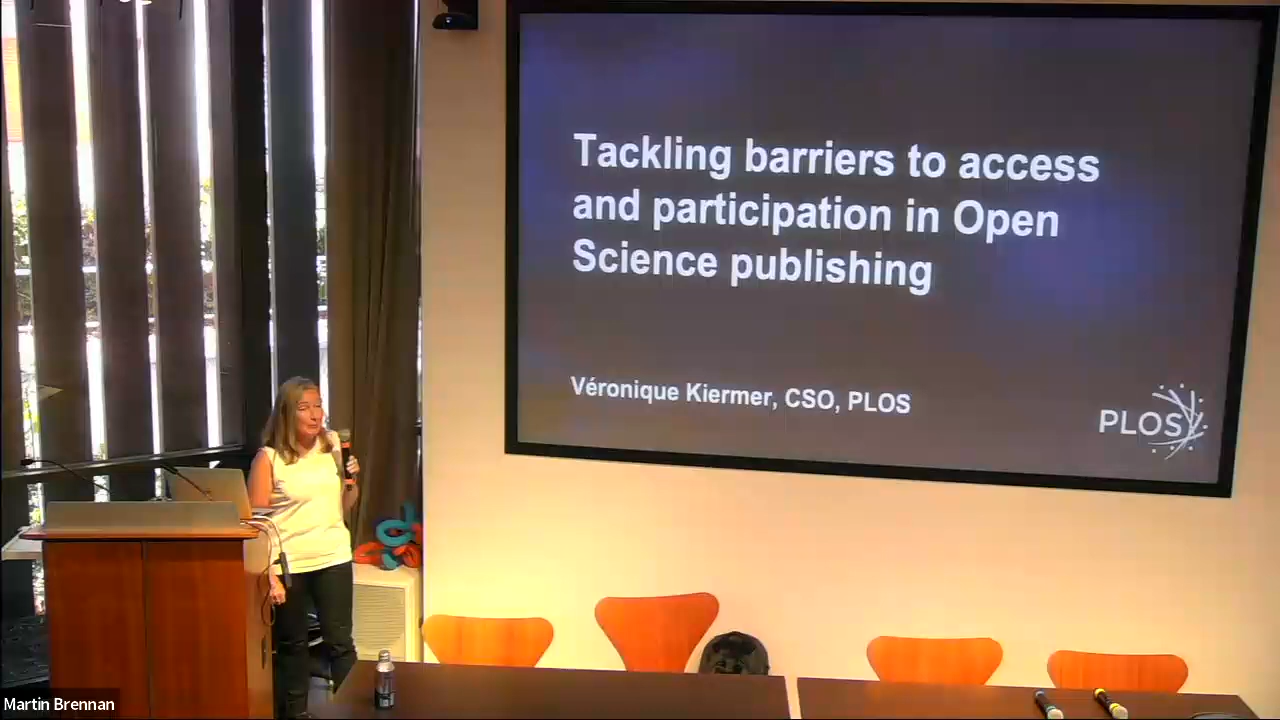 Tackling barriers to access
and participation in Open
Science publishing
Véronique Kiermer, CSO, PLOS
PLOS
Martin Brennan